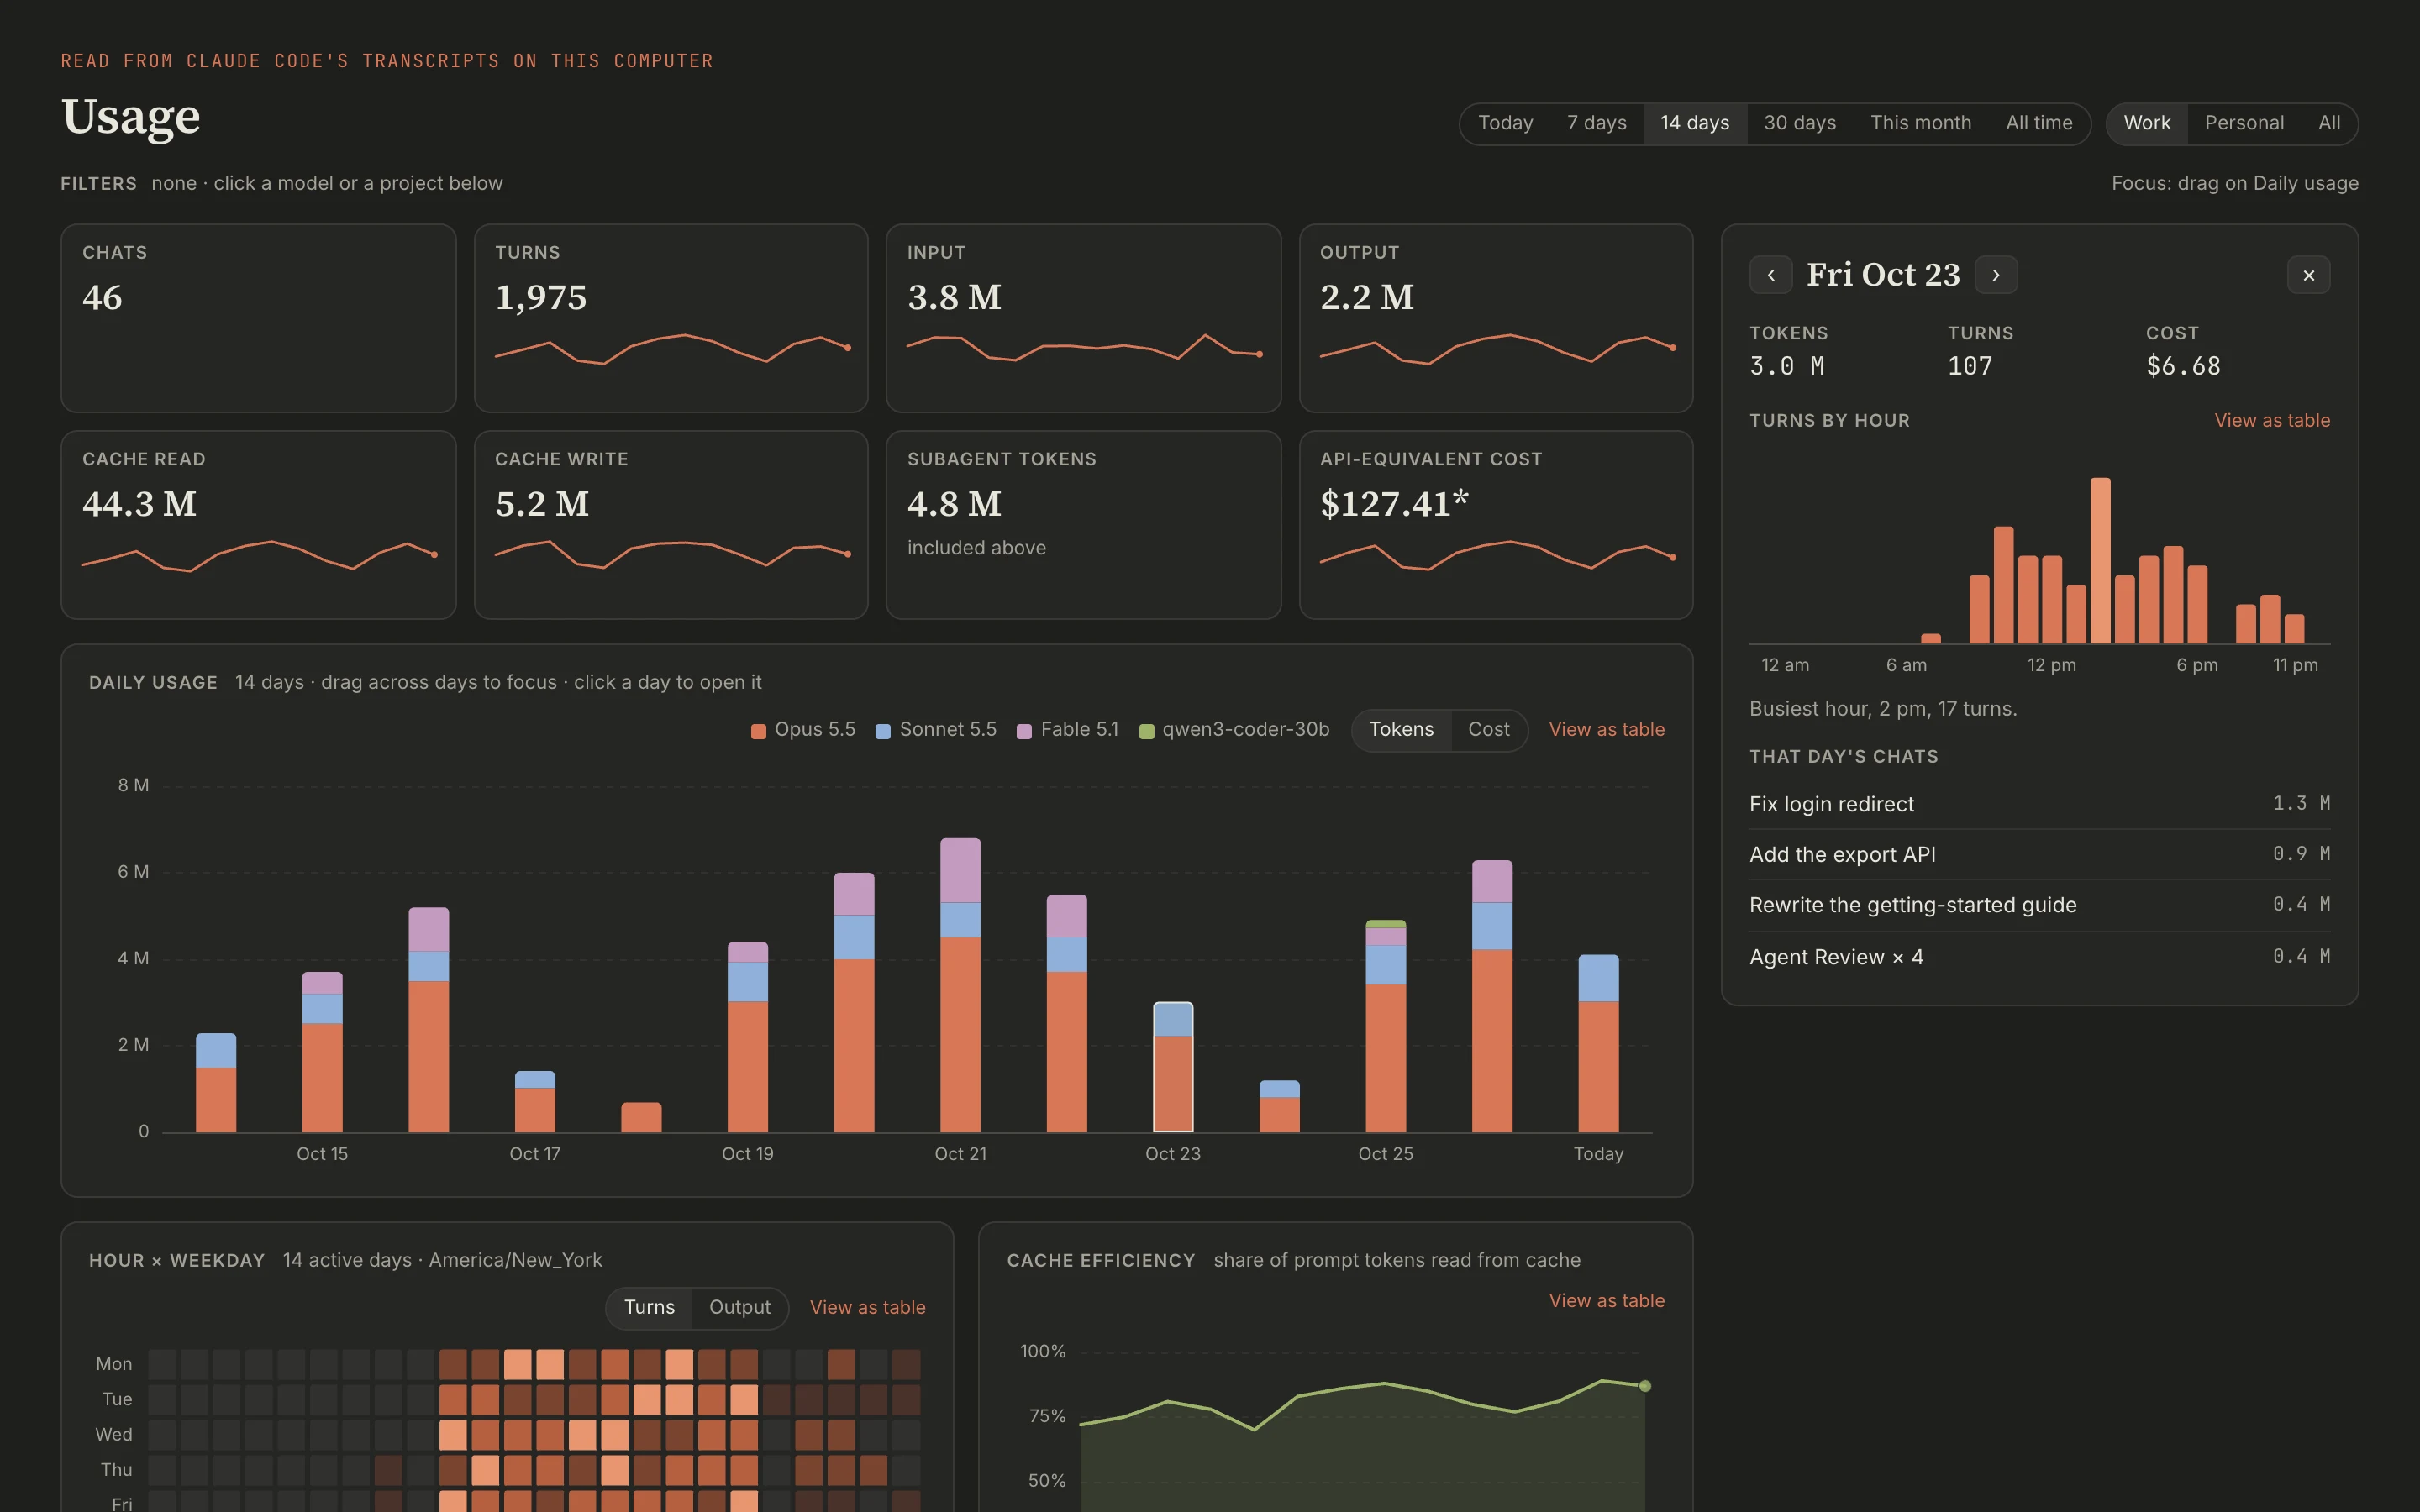 READ FROM CLAUDE CODE'S TRANSCRIPTS ON THIS COMPUTER
Usage
Today 7 days 14 days 30 days This month All time Work Personal All
FILTERS none · click a model or a project below
Focus: drag on Daily usage
CHATS
46
TURNS
1,975
INPUT
3.8 M
OUTPUT
2.2 M
CACHE READ
44.3 M
CACHE WRITE
5.2 M
SUBAGENT TOKENS
4.8 M
included above
API-EQUIVALENT COST
$127.41*
DAILY USAGE 14 days · drag across days to focus · click a day to open it
Opus 5.5 Sonnet 5.5 Fable 5.1 qwen3-coder-30b Tokens Cost View as table
8 M
6 M
4 M
2 M
0
Oct 15 Oct 17 Oct 19 Oct 21 Oct 23 Oct 25 Today
HOUR × WEEKDAY 14 active days · America/New_York
Turns Output View as table
Mon
Tue
Wed
Thu
Fri
CACHE EFFICIENCY share of prompt tokens read from cache
View as table
100%
75%
50%
‹ Fri Oct 23 › ×
TOKENS TURNS COST
3.0 M 107 $6.68
TURNS BY HOUR View as table
12 am 6 am 12 pm 6 pm 11 pm
Busiest hour, 2 pm, 17 turns.
THAT DAY'S CHATS
Fix login redirect 1.3 M
Add the export API 0.9 M
Rewrite the getting-started guide 0.4 M
Agent Review × 4 0.4 M